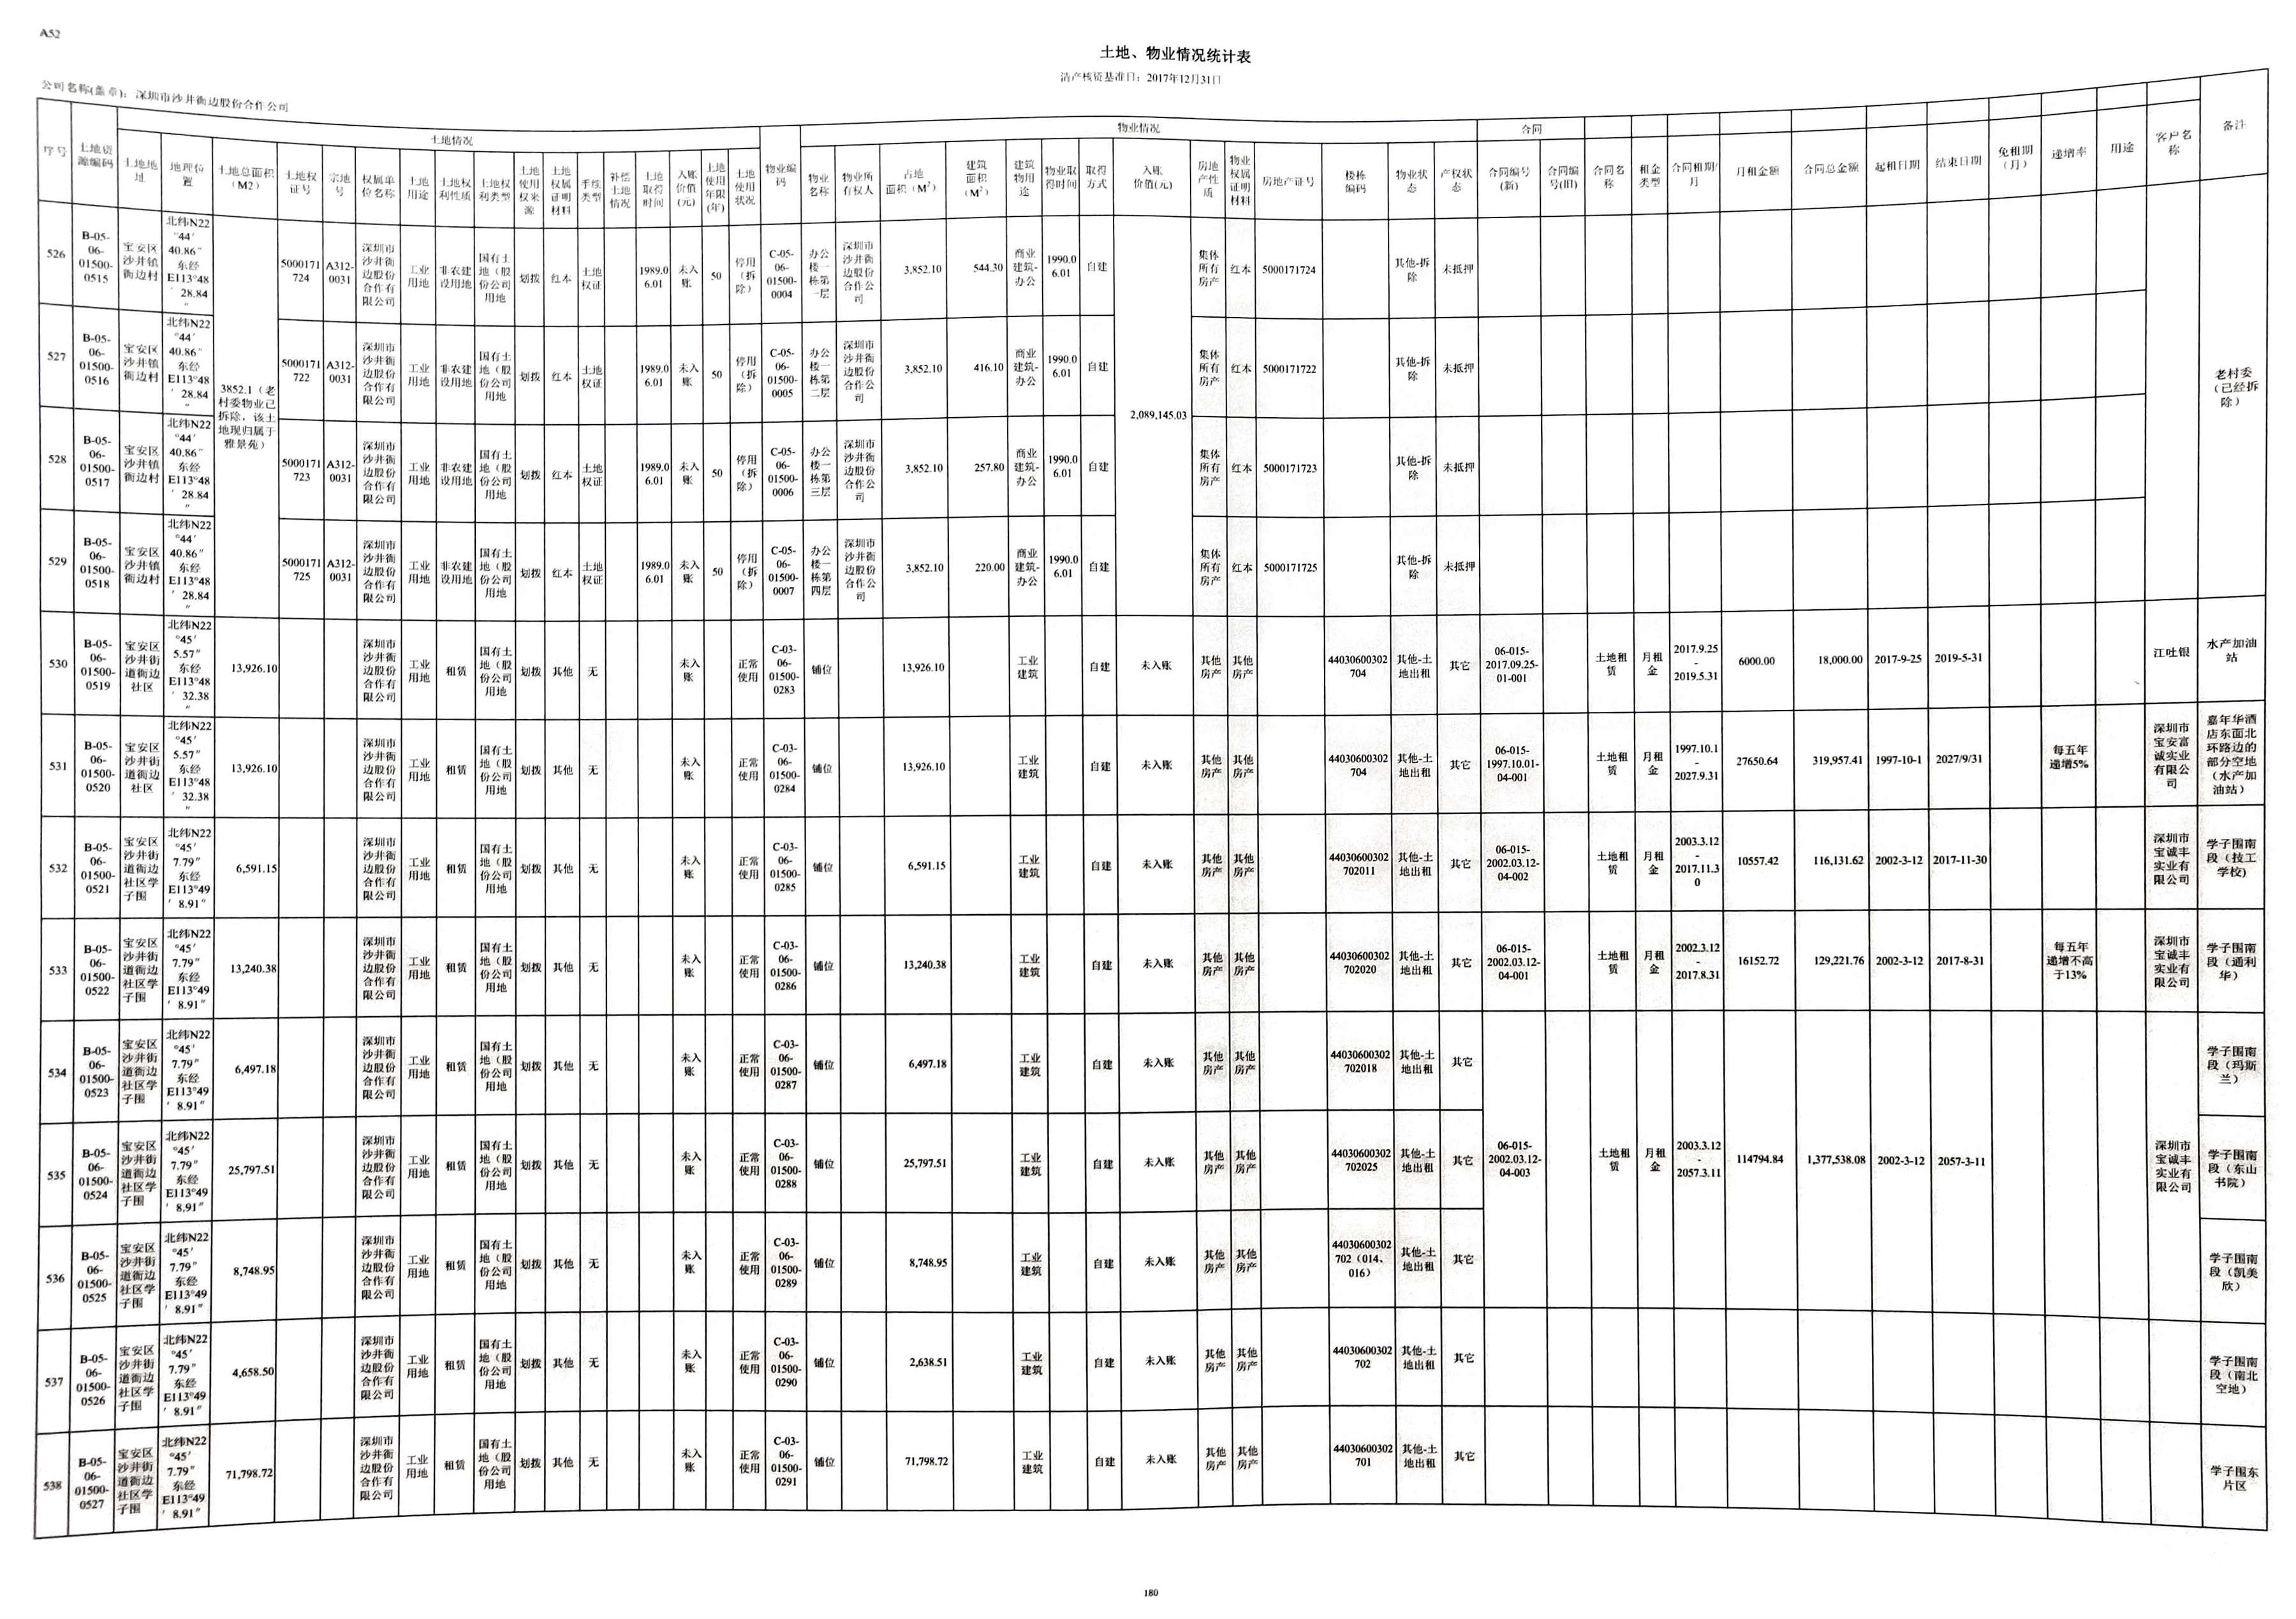 A52
土地、物业情况统计表
清产核资基准日：2017年12月31日
公司名称(盖章)：深圳市沙井衙边股份合作公司
序号 土地资源编码 土地情况 物业编码 物业情况 合同 客户名称 备注
土地地址 地理位置 土地总面积（M2） 土地权证号 宗地号 权属单位名称 土地用途 土地权利性质 土地权利类型 土地使用权来源 土地权属证明材料 手续类型 补偿土地情况 土地取得时间 入账价值(元) 土地使用年限(年) 土地使用状况 物业名称 物业所有权人 占地面积（M²） 建筑面积（M²） 建筑物用途 物业取得时间 取得方式 入账价值(元) 房地产性质 物业权属证明材料 房地产证号 楼栋编码 物业状态 产权状态 合同编号(新) 合同编号(旧) 合同名称 租金类型 合同租期/月 月租金额 合同总金额 起租日期 结束日期 免租期（月） 递增率 用途
526 B-05-06-01500-0515 宝安区沙井镇衙边村 北纬N22°44′40.86″东经E113°48′28.84″ 3852.1（老村委物业已拆除，该土地现归属于雅景苑） 5000171724 A312-0031 深圳市沙井衙边股份合作有限公司 工业用地 非农建设用地 国有土地（股份公司用地 划拨 红本 土地权证 1989.06.01 未入账 50 停用（拆除） C-05-06-01500-0004 办公楼一栋第一层 深圳市沙井衙边股份合作公司 3,852.10 544.30 商业建筑-办公 1990.06.01 自建 2,089,145.03 集体所有房产 红本 5000171724 其他-拆除 未抵押 老村委（已经拆除）
527 B-05-06-01500-0516 宝安区沙井镇衙边村 北纬N22°44′40.86″东经E113°48′28.84″ 5000171722 A312-0031 深圳市沙井衙边股份合作有限公司 工业用地 非农建设用地 国有土地（股份公司用地 划拨 红本 土地权证 1989.06.01 未入账 50 停用（拆除） C-05-06-01500-0005 办公楼一栋第二层 深圳市沙井衙边股份合作公司 3,852.10 416.10 商业建筑-办公 1990.06.01 自建 集体所有房产 红本 5000171722 其他-拆除 未抵押
528 B-05-06-01500-0517 宝安区沙井镇衙边村 北纬N22°44′40.86″东经E113°48′28.84″ 5000171723 A312-0031 深圳市沙井衙边股份合作有限公司 工业用地 非农建设用地 国有土地（股份公司用地 划拨 红本 土地权证 1989.06.01 未入账 50 停用（拆除） C-05-06-01500-0006 办公楼一栋第三层 深圳市沙井衙边股份合作公司 3,852.10 257.80 商业建筑-办公 1990.06.01 自建 集体所有房产 红本 5000171723 其他-拆除 未抵押
529 B-05-06-01500-0518 宝安区沙井镇衙边村 北纬N22°44′40.86″东经E113°48′28.84″ 5000171725 A312-0031 深圳市沙井衙边股份合作有限公司 工业用地 非农建设用地 国有土地（股份公司用地 划拨 红本 土地权证 1989.06.01 未入账 50 停用（拆除） C-05-06-01500-0007 办公楼一栋第四层 深圳市沙井衙边股份合作公司 3,852.10 220.00 商业建筑-办公 1990.06.01 自建 集体所有房产 红本 5000171725 其他-拆除 未抵押
530 B-05-06-01500-0519 宝安区沙井街道衙边社区 北纬N22°45′5.57″东经E113°48′32.38″ 13,926.10 深圳市沙井衙边股份合作有限公司 工业用地 租赁 国有土地（股份公司用地 划拨 其他 无 未入账 正常使用 C-03-06-01500-0283 铺位 13,926.10 工业建筑 自建 未入账 其他房产 其他房产 44030600302704 其他-土地出租 其它 06-015-2017.09.25-01-001 土地租赁 月租金 2017.9.25-2019.5.31 6000.00 18,000.00 2017-9-25 2019-5-31 江吐银 水产加油站
531 B-05-06-01500-0520 宝安区沙井街道衙边社区 北纬N22°45′5.57″东经E113°48′32.38″ 13,926.10 深圳市沙井衙边股份合作有限公司 工业用地 租赁 国有土地（股份公司用地 划拨 其他 无 未入账 正常使用 C-03-06-01500-0284 铺位 13,926.10 工业建筑 自建 未入账 其他房产 其他房产 44030600302704 其他-土地出租 其它 06-015-1997.10.01-04-001 土地租赁 月租金 1997.10.1-2027.9.31 27650.64 319,957.41 1997-10-1 2027/9/31 每五年递增5% 深圳市宝安富诚实业有限公司 嘉年华酒店东面北环路边的部分空地（水产加油站）
532 B-05-06-01500-0521 宝安区沙井街道衙边社区学子围 北纬N22°45′7.79″东经E113°49′8.91″ 6,591.15 深圳市沙井衙边股份合作有限公司 工业用地 租赁 国有土地（股份公司用地 划拨 其他 无 未入账 正常使用 C-03-06-01500-0285 铺位 6,591.15 工业建筑 自建 未入账 其他房产 其他房产 44030600302702011 其他-土地出租 其它 06-015-2002.03.12-04-002 土地租赁 月租金 2003.3.12-2017.11.30 10557.42 116,131.62 2002-3-12 2017-11-30 深圳市宝诚丰实业有限公司 学子围南段（技工学校)
533 B-05-06-01500-0522 宝安区沙井街道衙边社区学子围 北纬N22°45′7.79″东经E113°49′8.91″ 13,240.38 深圳市沙井衙边股份合作有限公司 工业用地 租赁 国有土地（股份公司用地 划拨 其他 无 未入账 正常使用 C-03-06-01500-0286 铺位 13,240.38 工业建筑 自建 未入账 其他房产 其他房产 44030600302702020 其他-土地出租 其它 06-015-2002.03.12-04-001 土地租赁 月租金 2002.3.12-2017.8.31 16152.72 129,221.76 2002-3-12 2017-8-31 每五年递增不高于13% 深圳市宝诚丰实业有限公司 学子围南段（通利华）
534 B-05-06-01500-0523 宝安区沙井街道衙边社区学子围 北纬N22°45′7.79″东经E113°49′8.91″ 6,497.18 深圳市沙井衙边股份合作有限公司 工业用地 租赁 国有土地（股份公司用地 划拨 其他 无 未入账 正常使用 C-03-06-01500-0287 铺位 6,497.18 工业建筑 自建 未入账 其他房产 其他房产 44030600302702018 其他-土地出租 其它 学子围南段（玛斯兰）
535 B-05-06-01500-0524 宝安区沙井街道衙边社区学子围 北纬N22°45′7.79″东经E113°49′8.91″ 25,797.51 深圳市沙井衙边股份合作有限公司 工业用地 租赁 国有土地（股份公司用地 划拨 其他 无 未入账 正常使用 C-03-06-01500-0288 铺位 25,797.51 工业建筑 自建 未入账 其他房产 其他房产 44030600302702025 其他-土地出租 其它 06-015-2002.03.12-04-003 土地租赁 月租金 2003.3.12-2057.3.11 114794.84 1,377,538.08 2002-3-12 2057-3-11 深圳市宝诚丰实业有限公司 学子围南段（东山书院）
536 B-05-06-01500-0525 宝安区沙井街道衙边社区学子围 北纬N22°45′7.79″东经E113°49′8.91″ 8,748.95 深圳市沙井衙边股份合作有限公司 工业用地 租赁 国有土地（股份公司用地 划拨 其他 无 未入账 正常使用 C-03-06-01500-0289 铺位 8,748.95 工业建筑 自建 未入账 其他房产 其他房产 44030600302702（014、016） 其他-土地出租 其它 学子围南段（凯美欣）
537 B-05-06-01500-0526 宝安区沙井街道衙边社区学子围 北纬N22°45′7.79″东经E113°49′8.91″ 4,658.50 深圳市沙井衙边股份合作有限公司 工业用地 租赁 国有土地（股份公司用地 划拨 其他 无 未入账 正常使用 C-03-06-01500-0290 铺位 2,638.51 工业建筑 自建 未入账 其他房产 其他房产 44030600302702 其他-土地出租 其它 学子围南段（南北空地）
538 B-05-06-01500-0527 宝安区沙井街道衙边社区学子围 北纬N22°45′7.79″东经E113°49′8.91″ 71,798.72 深圳市沙井衙边股份合作有限公司 工业用地 租赁 国有土地（股份公司用地 划拨 其他 无 未入账 正常使用 C-03-06-01500-0291 铺位 71,798.72 工业建筑 自建 未入账 其他房产 其他房产 44030600302701 其他-土地出租 其它 学子围东片区
180